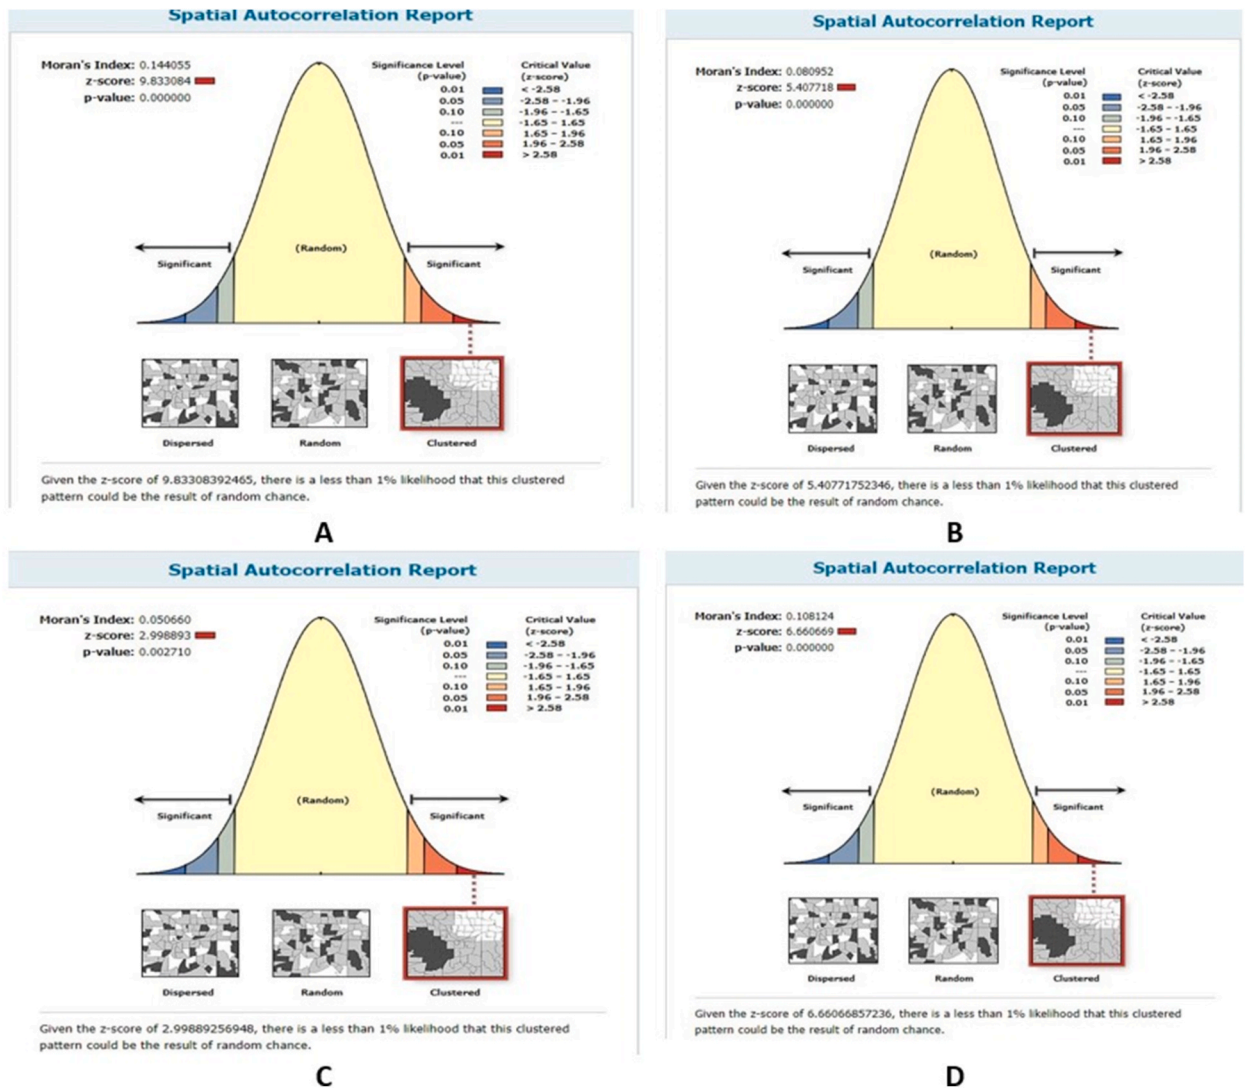 Spatial Autocorrelation Report
Moran's Index: 0.144055
z-score: 9.833084
p-value: 0.000000
Significance Level
(p-value)
Critical Value
(z-score)
0.01 < -2.58
0.05 -2.58 - -1.96
0.10 -1.96 - -1.65
--- -1.65 - 1.65
0.10 1.65 - 1.96
0.05 1.96 - 2.58
0.01 > 2.58
(Random)
Significant
Significant
Dispersed
Random
Clustered
Given the z-score of 9.83308392465, there is a less than 1% likelihood that this clustered
pattern could be the result of random chance.
A
Spatial Autocorrelation Report
Moran's Index: 0.080952
z-score: 5.407718
p-value: 0.000000
Significance Level
(p-value)
Critical Value
(z-score)
0.01 < -2.58
0.05 -2.58 - -1.96
0.10 -1.96 - -1.65
--- -1.65 - 1.65
0.10 1.65 - 1.96
0.05 1.96 - 2.58
0.01 > 2.58
(Random)
Significant
Significant
Dispersed
Random
Clustered
Given the z-score of 5.40771752346, there is a less than 1% likelihood that this clustered
pattern could be the result of random chance.
B
Spatial Autocorrelation Report
Moran's Index: 0.050660
z-score: 2.998893
p-value: 0.002710
Significance Level
(p-value)
Critical Value
(z-score)
0.01 < -2.58
0.05 -2.58 - -1.96
0.10 -1.96 - -1.65
--- -1.65 - 1.65
0.10 1.65 - 1.96
0.05 1.96 - 2.58
0.01 > 2.58
(Random)
Significant
Significant
Dispersed
Random
Clustered
Given the z-score of 2.99889256948, there is a less than 1% likelihood that this clustered
pattern could be the result of random chance.
C
Spatial Autocorrelation Report
Moran's Index: 0.108124
z-score: 6.660669
p-value: 0.000000
Significance Level
(p-value)
Critical Value
(z-score)
0.01 < -2.58
0.05 -2.58 - -1.96
0.10 -1.96 - -1.65
--- -1.65 - 1.65
0.10 1.65 - 1.96
0.05 1.96 - 2.58
0.01 > 2.58
(Random)
Significant
Significant
Dispersed
Random
Clustered
Given the z-score of 6.66066857236, there is a less than 1% likelihood that this clustered
pattern could be the result of random chance.
D